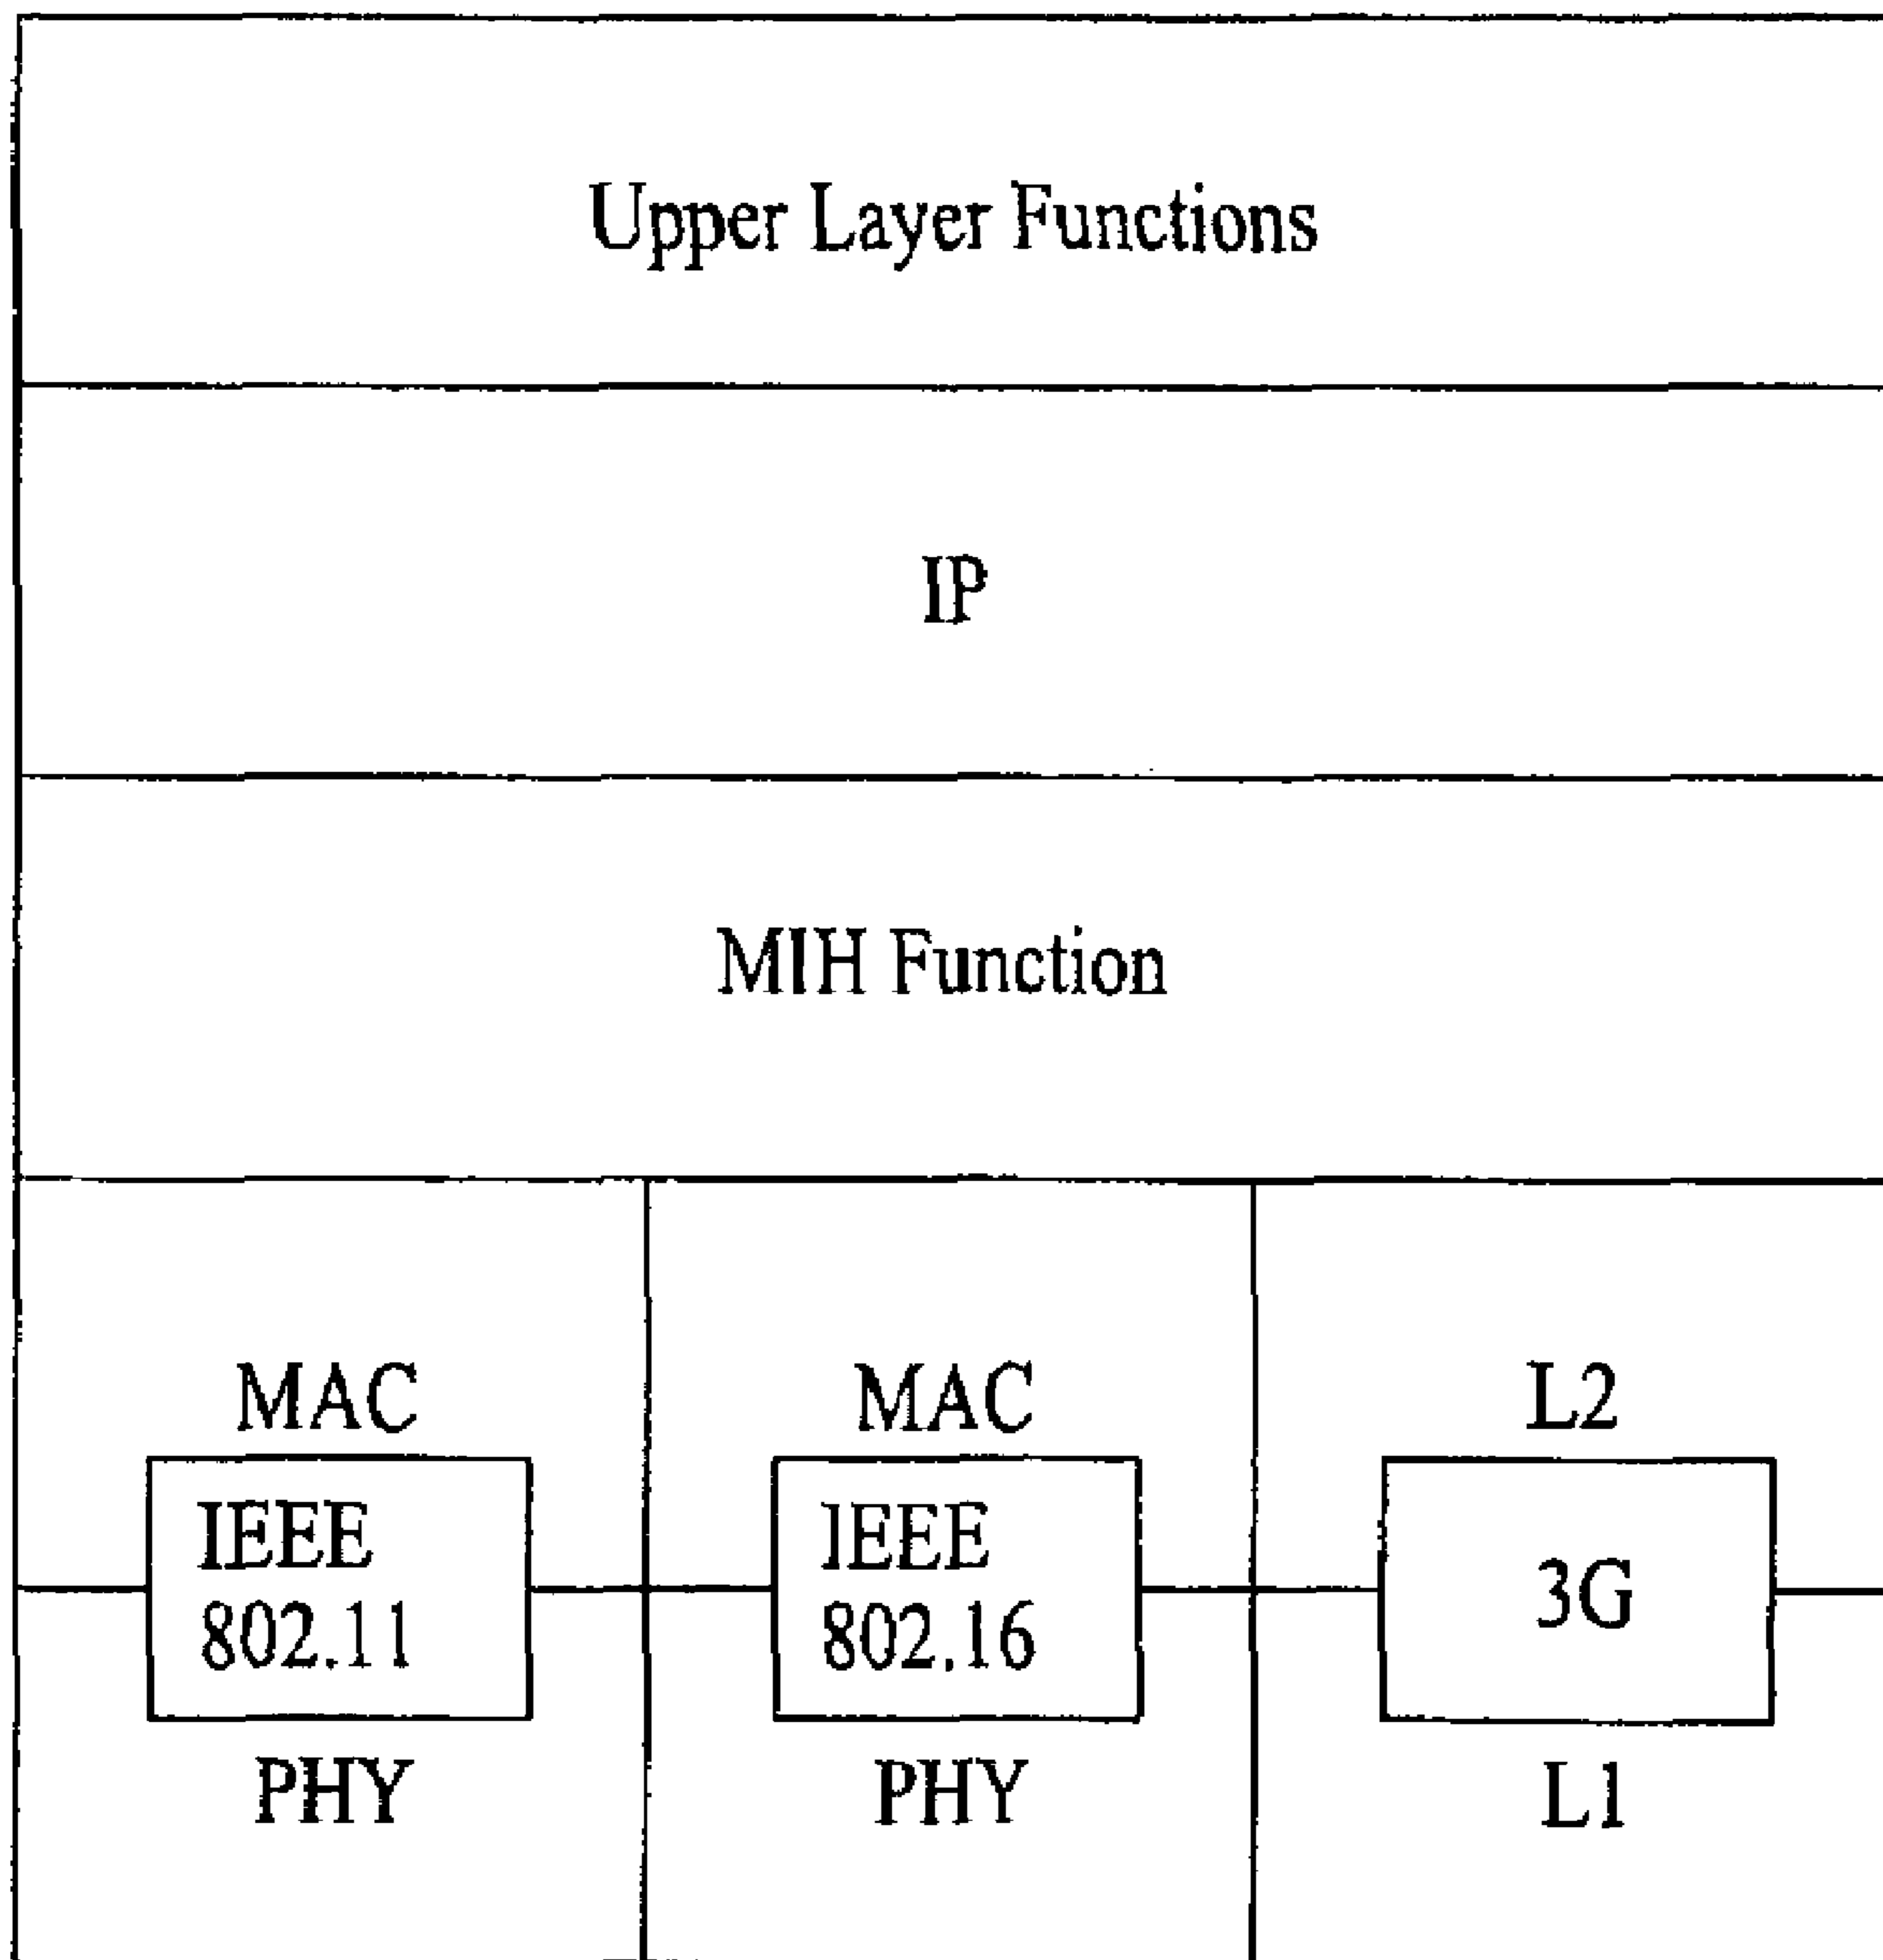 Upper Layer Functions
IP
MIH Function
MAC
IEEE
802.11
PHY
MAC
IEEE
802.16
PHY
L2
3G
L1